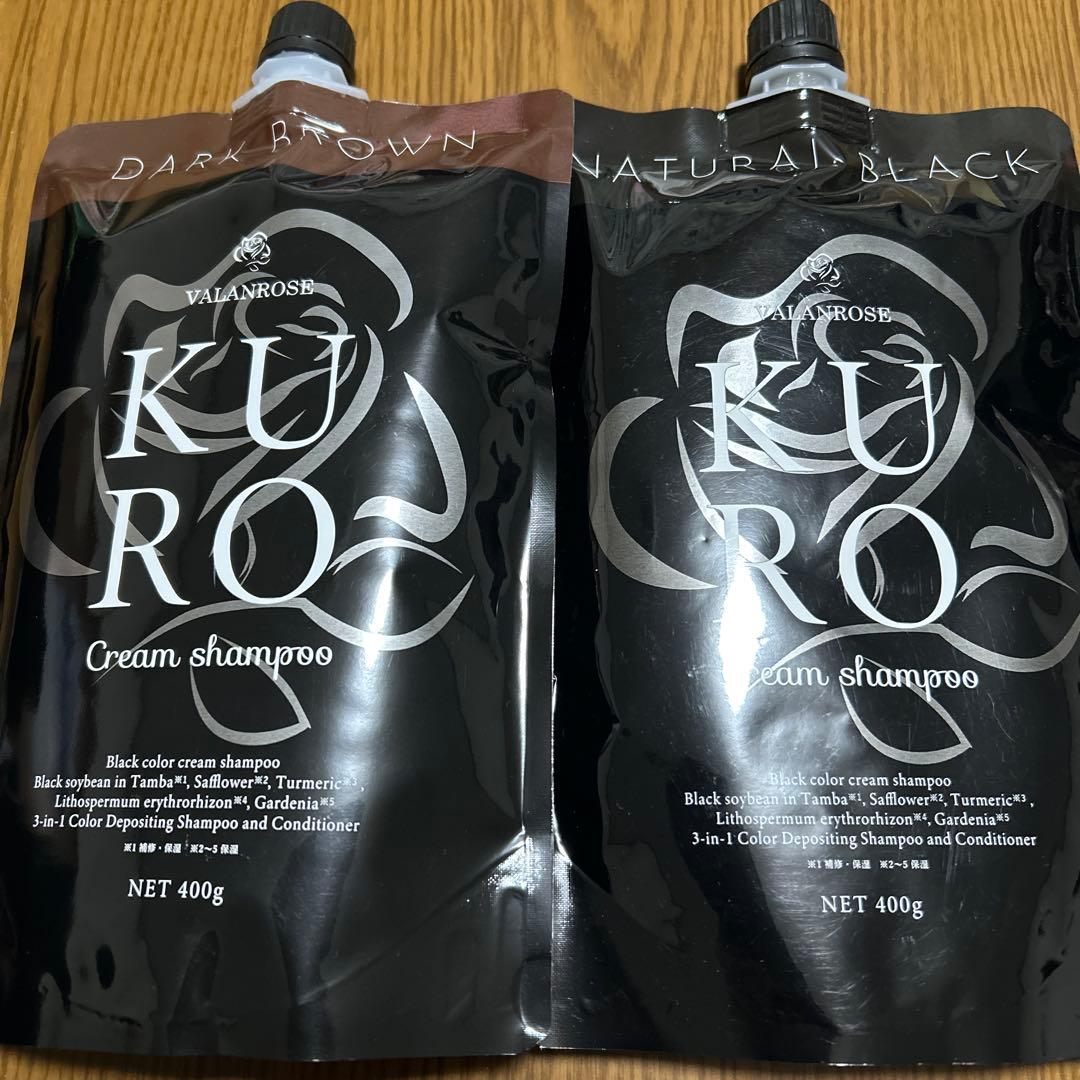 DARK BROWN
VALANROSE
KU
RO
Cream shampoo
Black color cream shampoo
Black soybean in Tamba※1, Safflower※2, Turmeric※3,
Lithospermum erythrorhizon※4, Gardenia※5
3-in-1 Color Depositing Shampoo and Conditioner
※1 補修・保湿 ※2〜5 保湿
NET 400g
NATURAL BLACK
VALANROSE
KU
RO
Cream shampoo
Black color cream shampoo
Black soybean in Tamba※1, Safflower※2, Turmeric※3,
Lithospermum erythrorhizon※4, Gardenia※5
3-in-1 Color Depositing Shampoo and Conditioner
※1 補修・保湿 ※2〜5 保湿
NET 400g